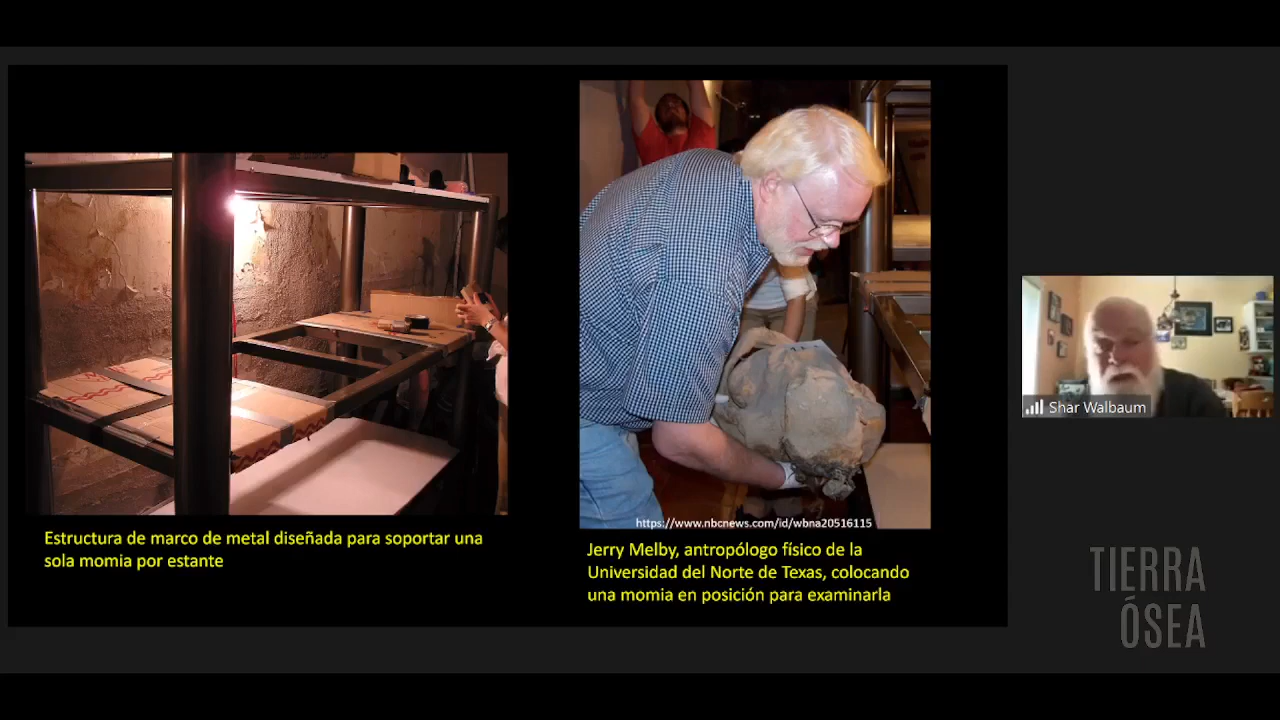 Estructura de marco de metal diseñada para soportar una
sola momia por estante
https://www.nbcnews.com/id/wbna20516115
Jerry Melby, antropólogo físico de la
Universidad del Norte de Texas, colocando
una momia en posición para examinarla
Shar Walbaum
TIERRA
ÓSEA